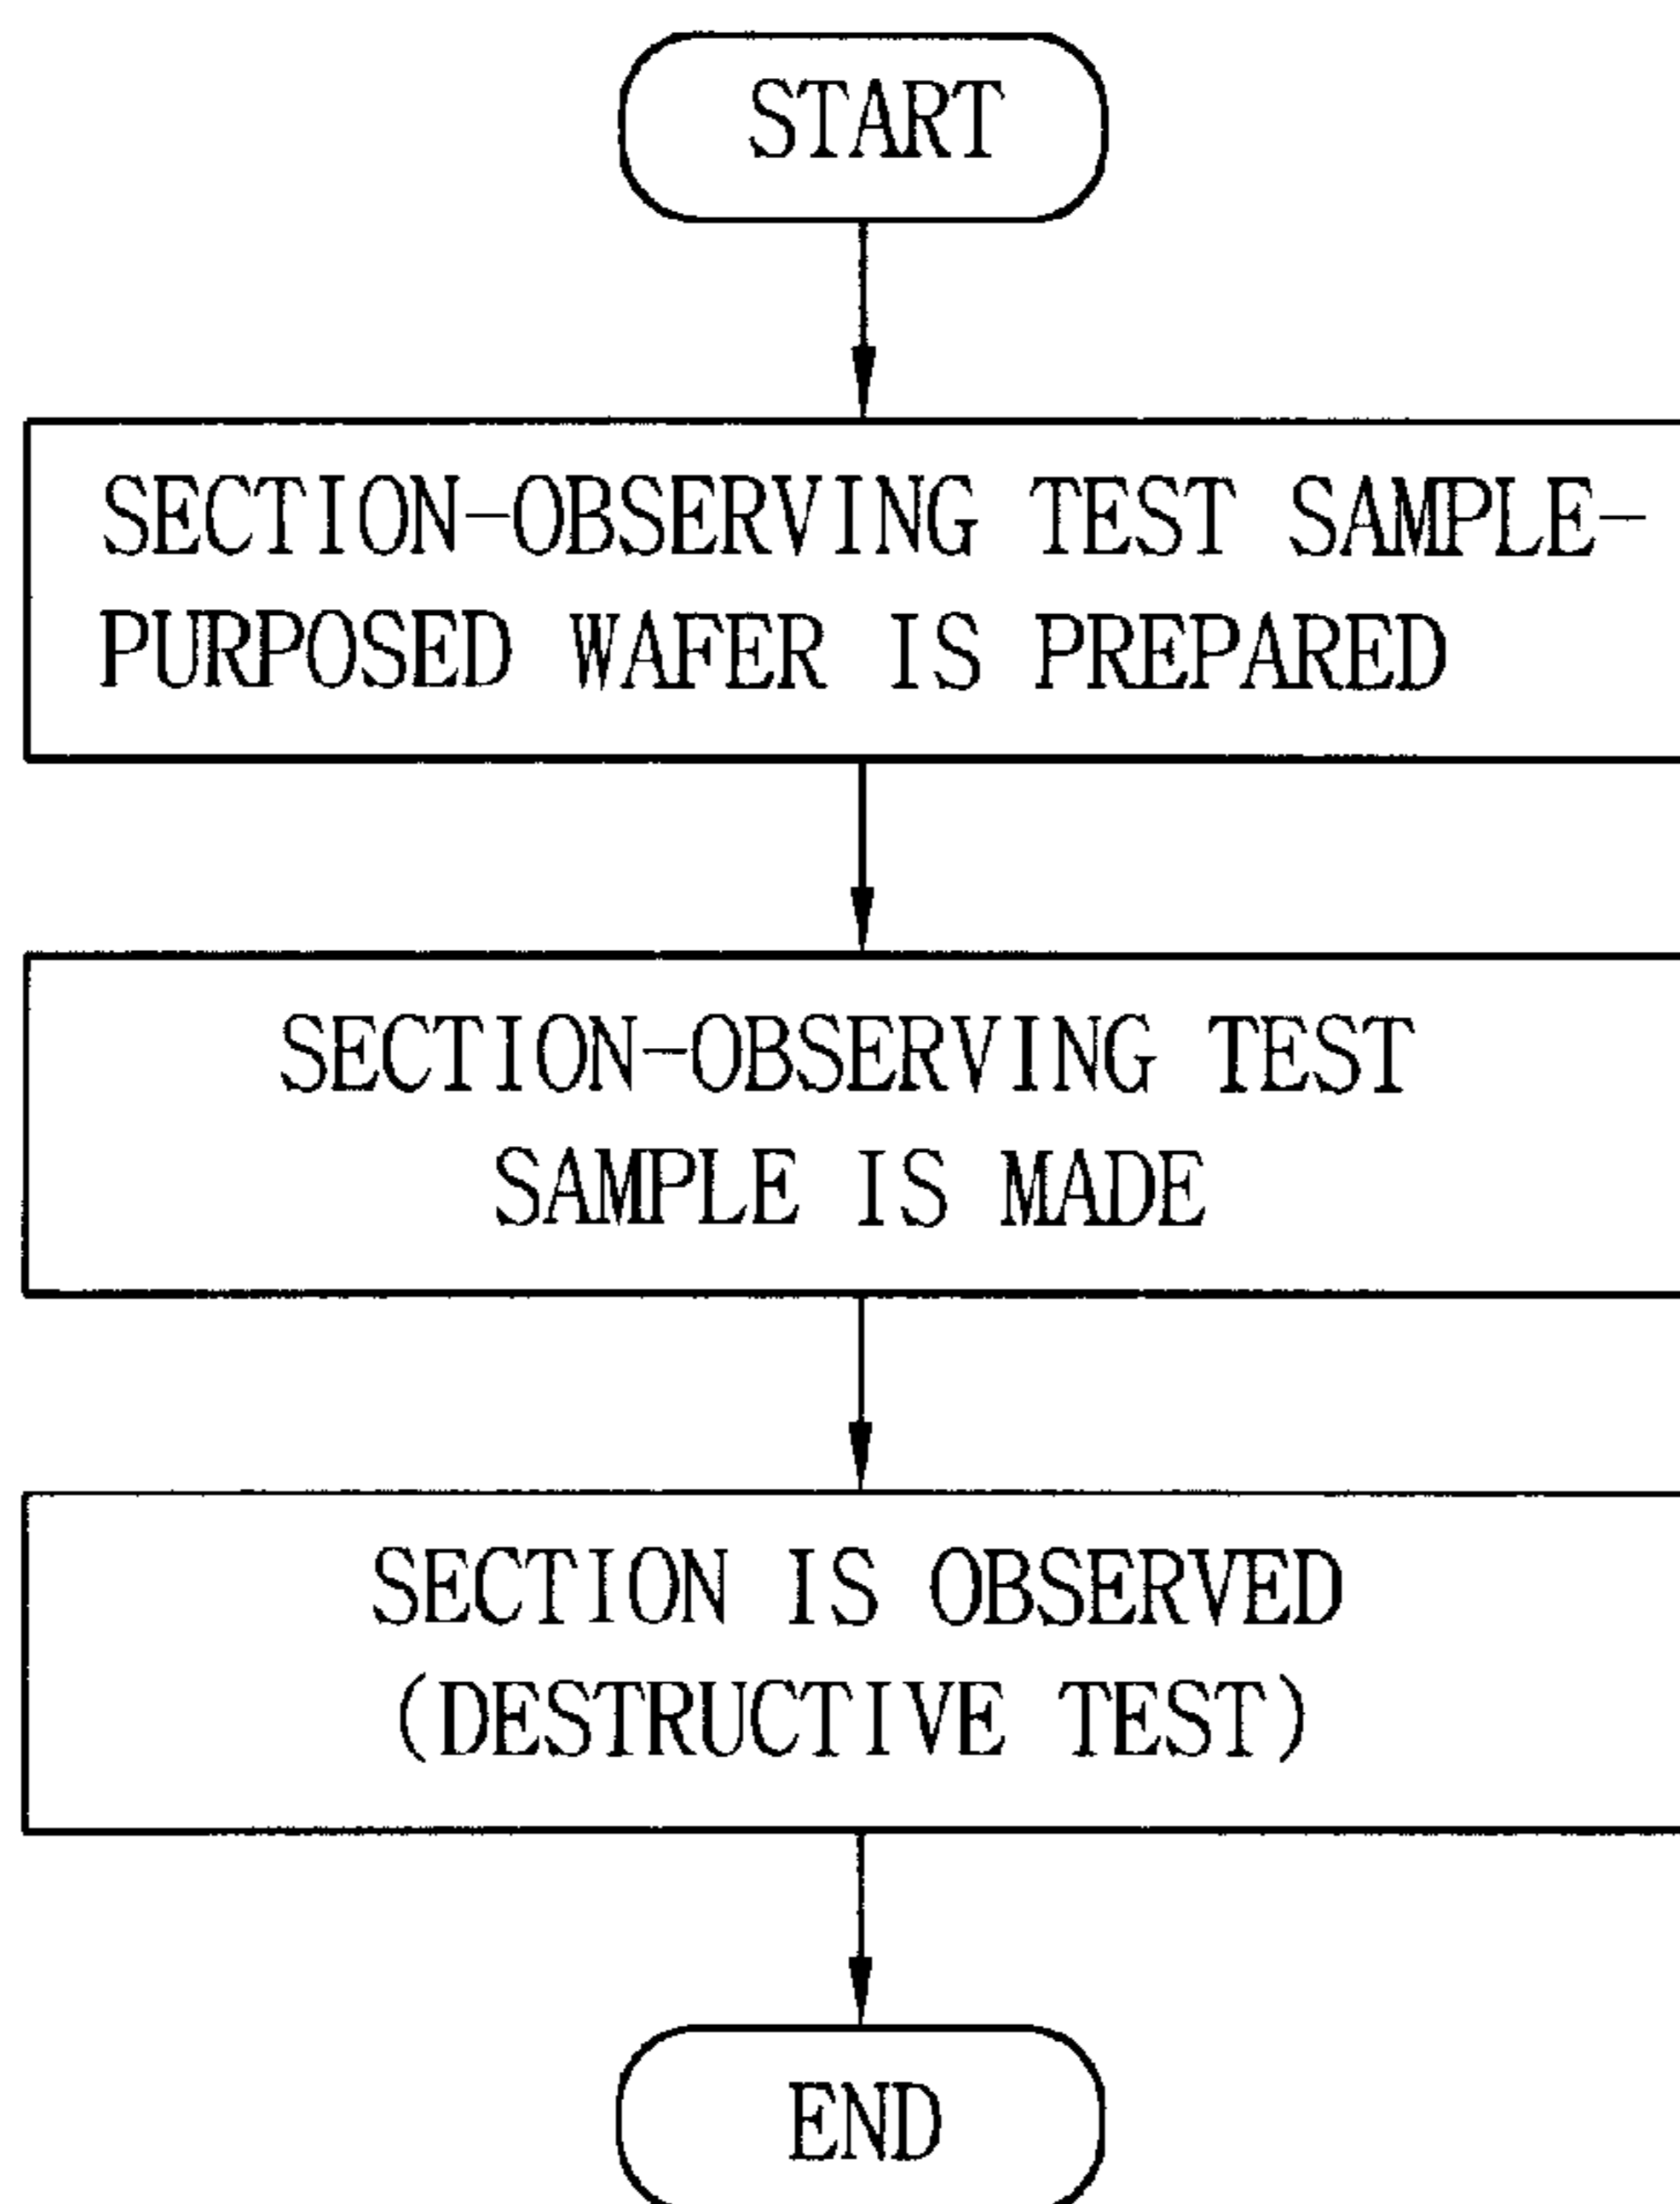 START
SECTION-OBSERVING TEST SAMPLE-
PURPOSED WAFER IS PREPARED
SECTION-OBSERVING TEST
SAMPLE IS MADE
SECTION IS OBSERVED
(DESTRUCTIVE TEST)
END